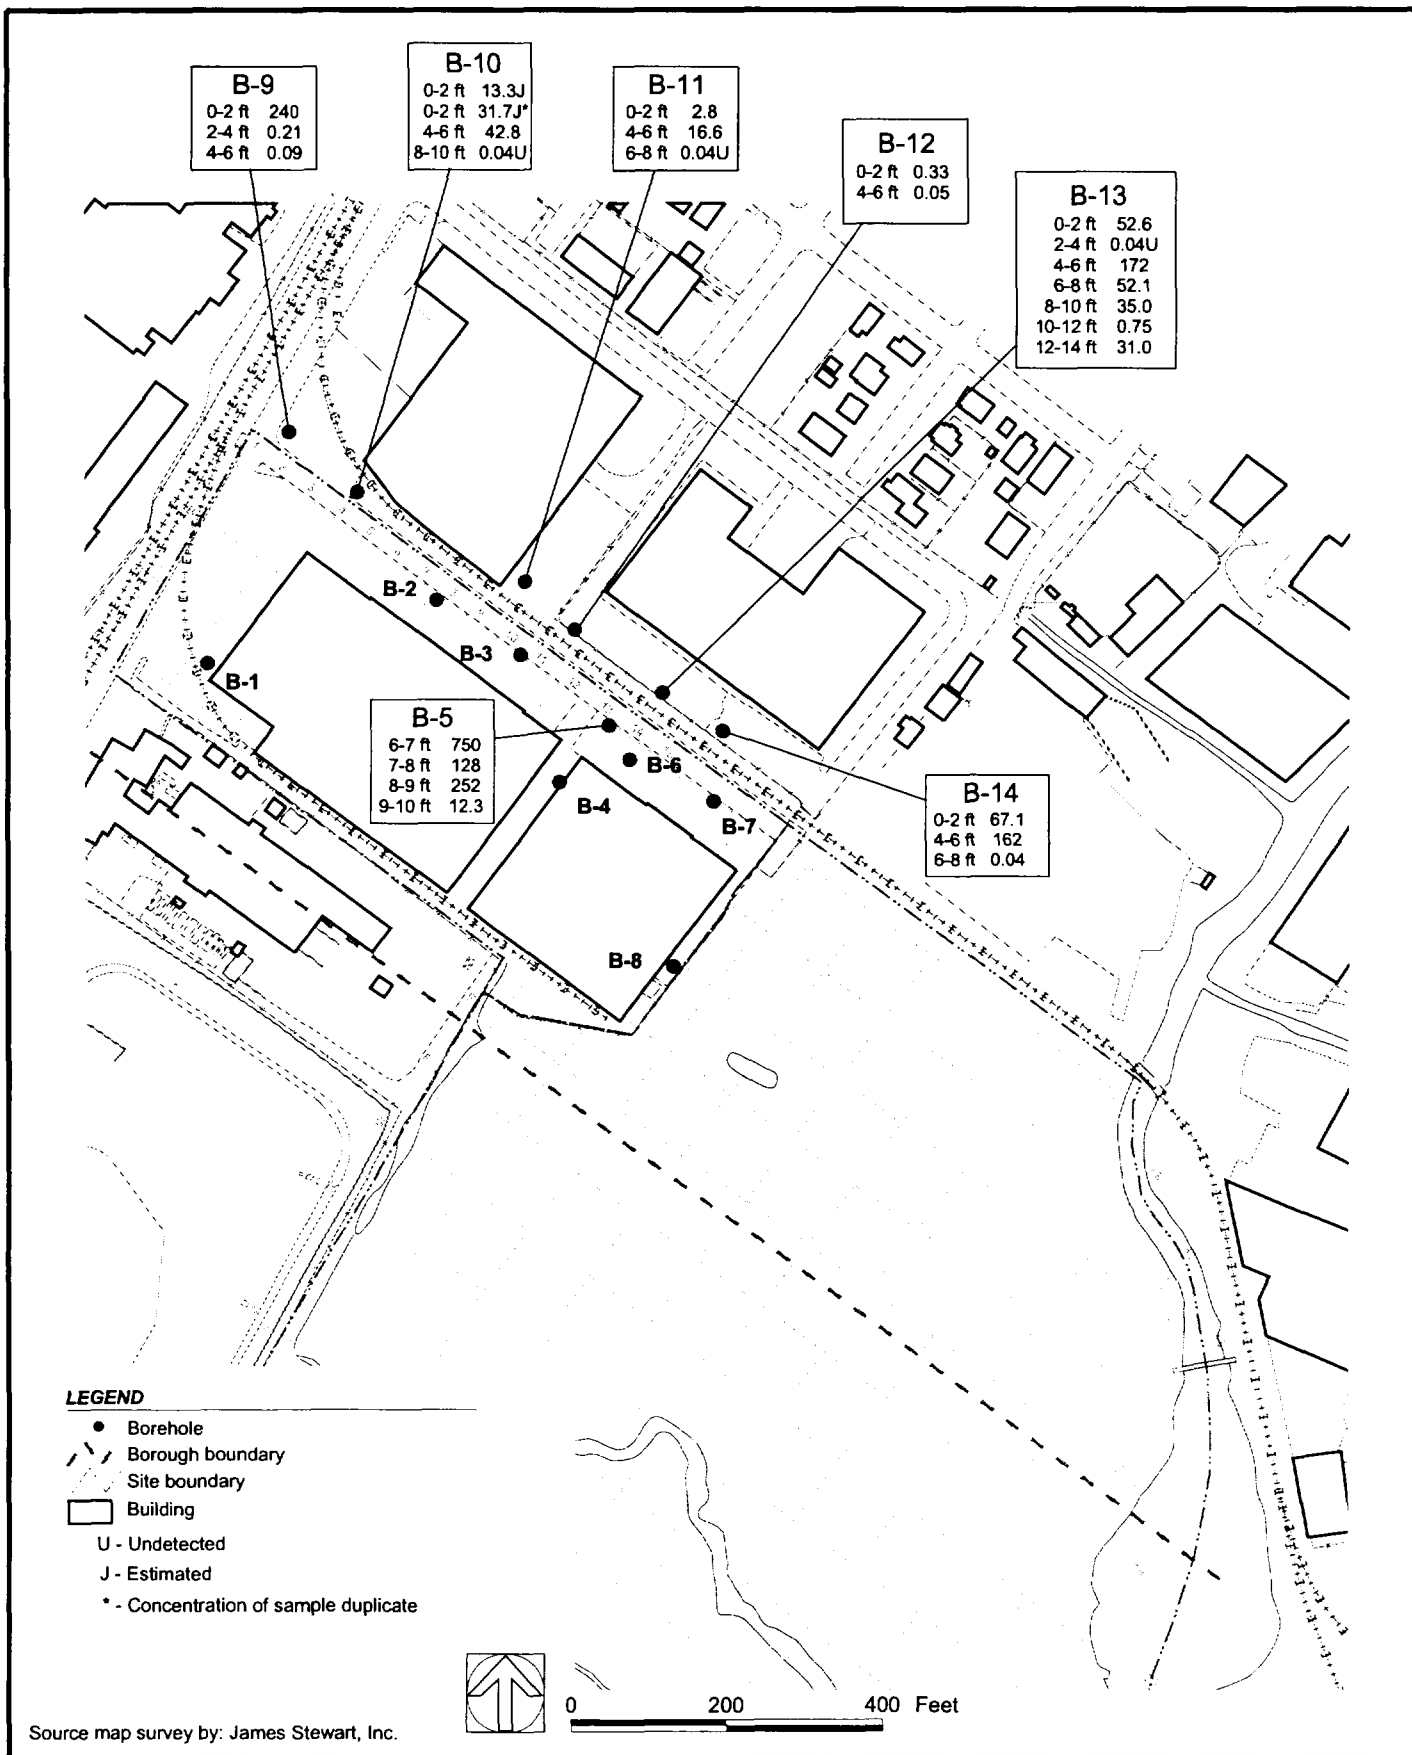 B-9
0-2 ft 240
2-4 ft 0.21
4-6 ft 0.09
B-10
0-2 ft 13.3J
0-2 ft 31.7J*
4-6 ft 42.8
8-10 ft 0.04U
B-11
0-2 ft 2.8
4-6 ft 16.6
6-8 ft 0.04U
B-12
0-2 ft 0.33
4-6 ft 0.05
B-13
0-2 ft 52.6
2-4 ft 0.04U
4-6 ft 172
6-8 ft 52.1
8-10 ft 35.0
10-12 ft 0.75
12-14 ft 31.0
B-2
B-3
B-1
B-5
6-7 ft 750
7-8 ft 128
8-9 ft 252
9-10 ft 12.3
B-6
B-4
B-7
B-14
0-2 ft 67.1
4-6 ft 162
6-8 ft 0.04
B-8
LEGEND
Borehole
Borough boundary
Site boundary
Building
U - Undetected
J - Estimated
* - Concentration of sample duplicate
0 200 400 Feet
Source map survey by: James Stewart, Inc.